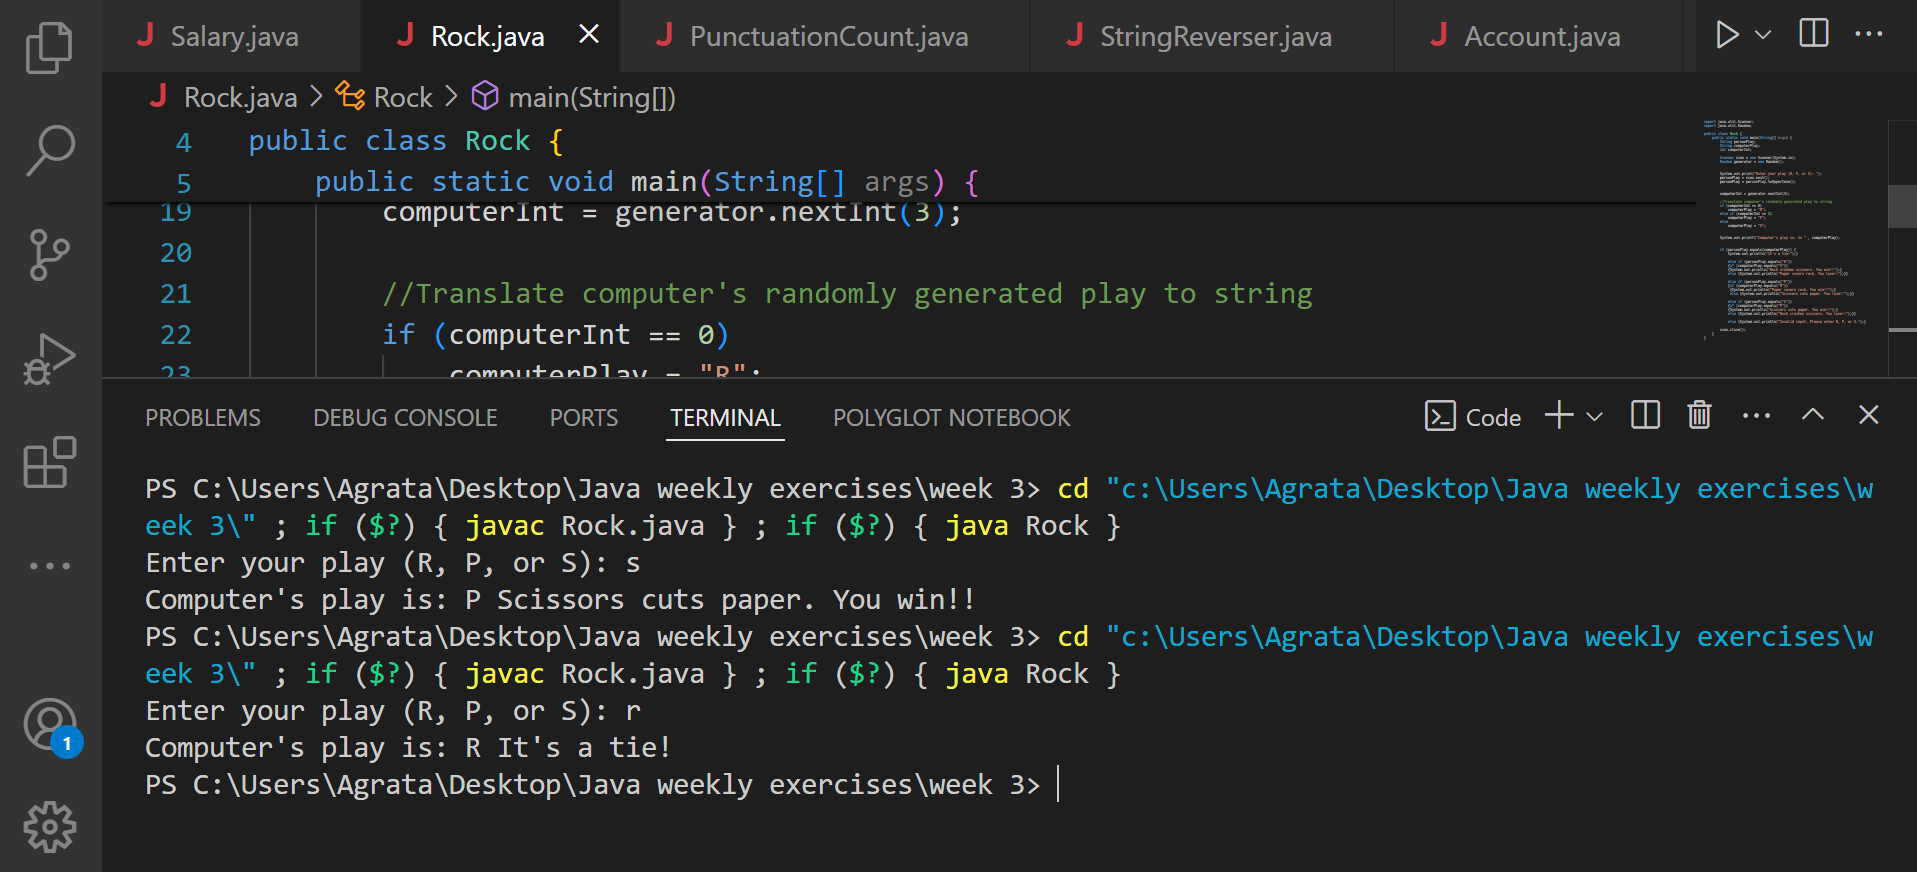 Salary.java
Rock.java
PunctuationCount.java
StringReverser.java
Account.java
Rock.java > Rock > main(String[])
4 public class Rock {
5 public static void main(String[] args) {
19 computerInt = generator.nextInt(3);
20
21 //Translate computer's randomly generated play to string
22 if (computerInt == 0)
23 computerPlay = "R";
PROBLEMS DEBUG CONSOLE PORTS TERMINAL POLYGLOT NOTEBOOK Code
PS C:\Users\Agrata\Desktop\Java weekly exercises\week 3> cd "c:\Users\Agrata\Desktop\Java weekly exercises\w
eek 3\" ; if ($?) { javac Rock.java } ; if ($?) { java Rock }
Enter your play (R, P, or S): s
Computer's play is: P Scissors cuts paper. You win!!
PS C:\Users\Agrata\Desktop\Java weekly exercises\week 3> cd "c:\Users\Agrata\Desktop\Java weekly exercises\w
eek 3\" ; if ($?) { javac Rock.java } ; if ($?) { java Rock }
Enter your play (R, P, or S): r
Computer's play is: R It's a tie!
PS C:\Users\Agrata\Desktop\Java weekly exercises\week 3>
1